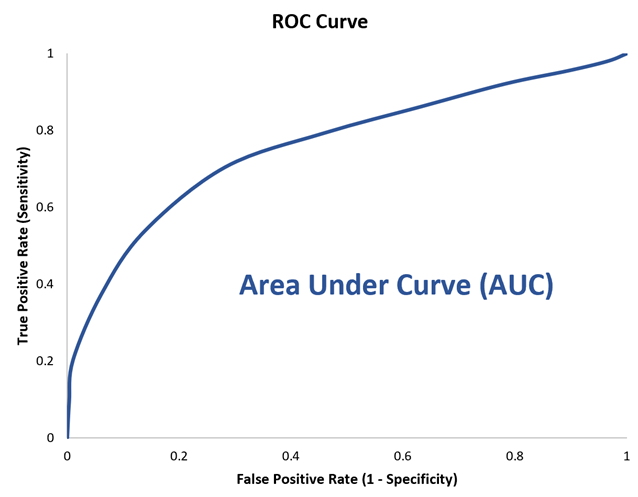 ROC Curve
1
0.8
0.6
0.4
0.2
0
True Positive Rate (Sensitivity)
Area Under Curve (AUC)
0 0.2 0.4 0.6 0.8 1
False Positive Rate (1 - Specificity)